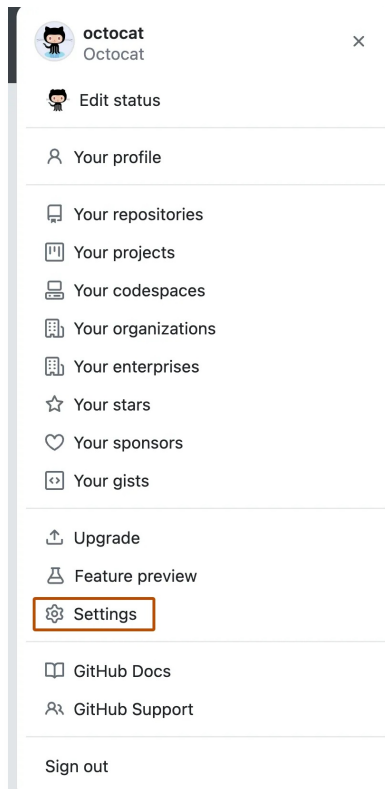 octocat
Octocat
Edit status
Your profile
Your repositories
Your projects
Your codespaces
Your organizations
Your enterprises
Your stars
Your sponsors
Your gists
Upgrade
Feature preview
Settings
GitHub Docs
GitHub Support
Sign out